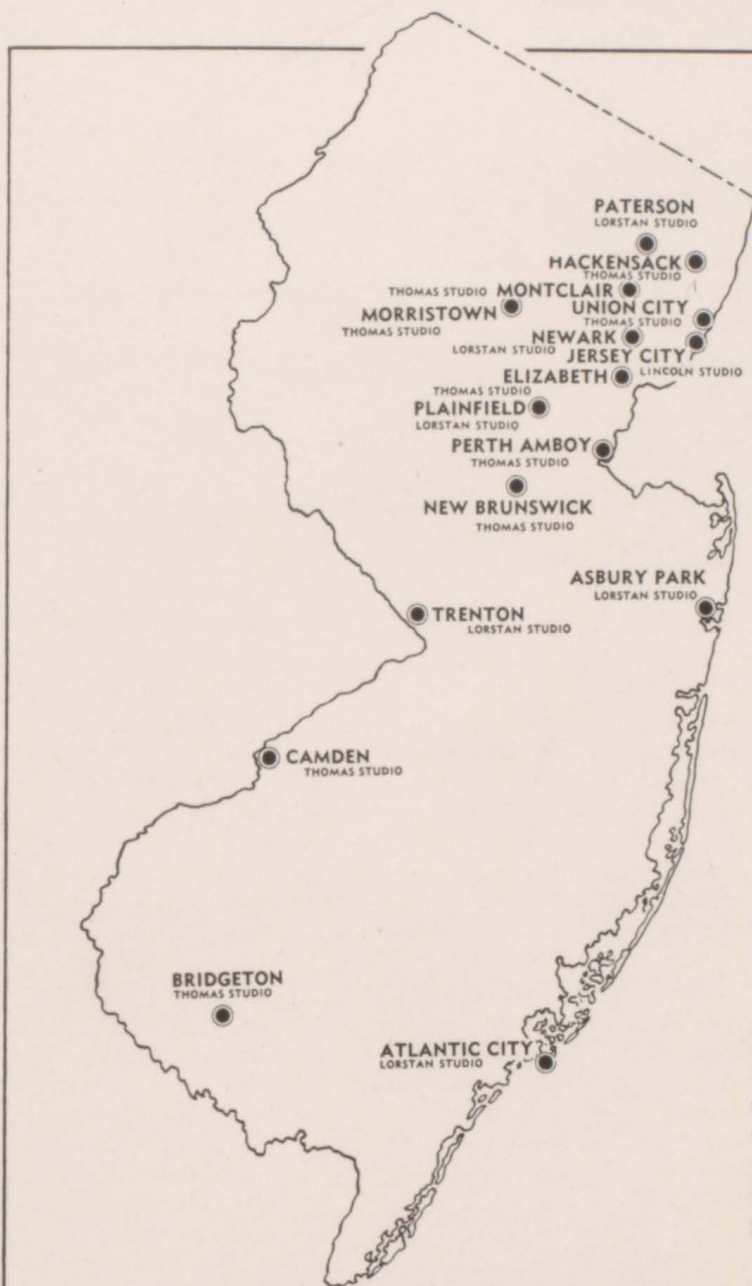 PATERSON
LORSTAN STUDIO
HACKENSACK
THOMAS STUDIO
THOMAS STUDIO MONTCLAIR
MORRISTOWN
THOMAS STUDIO
UNION CITY
THOMAS STUDIO
NEWARK
LORSTAN STUDIO
JERSEY CITY
LINCOLN STUDIO
ELIZABETH
THOMAS STUDIO
PLAINFIELD
LORSTAN STUDIO
PERTH AMBOY
THOMAS STUDIO
NEW BRUNSWICK
THOMAS STUDIO
ASBURY PARK
LORSTAN STUDIO
TRENTON
LORSTAN STUDIO
CAMDEN
THOMAS STUDIO
BRIDGETON
THOMAS STUDIO
ATLANTIC CITY
LORSTAN STUDIO